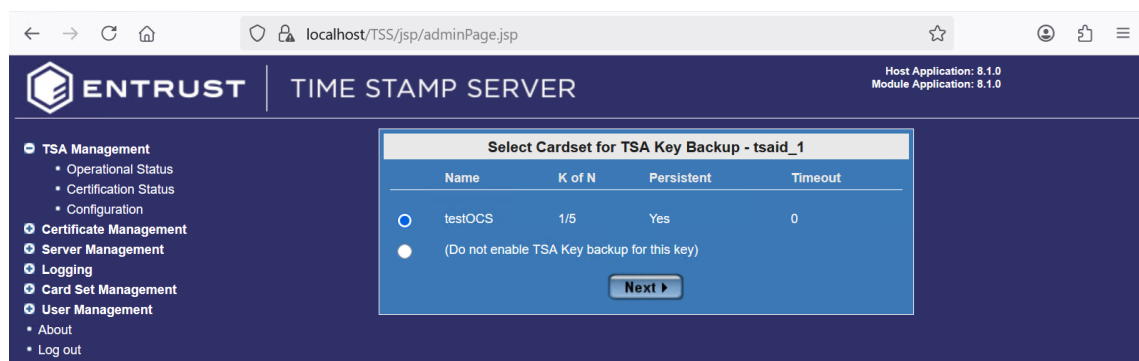 localhost/TSS/jsp/adminPage.jsp
ENTRUST | TIME STAMP SERVER
Host Application: 8.1.0
Module Application: 8.1.0
TSA Management
Operational Status
Certification Status
Configuration
Certificate Management
Server Management
Logging
Card Set Management
User Management
About
Log out
Select Cardset for TSA Key Backup - tsaid_1
Name K of N Persistent Timeout
testOCS 1/5 Yes 0
(Do not enable TSA Key backup for this key)
Next